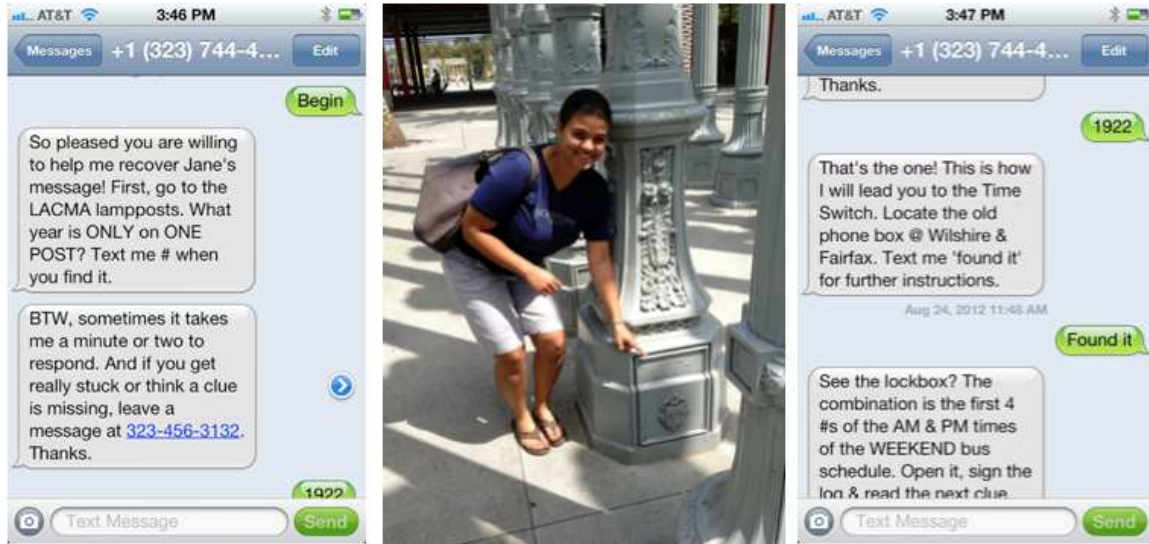 AT&T 3:46 PM
Messages +1 (323) 744-4... Edit
Begin
So pleased you are willing
to help me recover Jane's
message! First, go to the
LACMA lampposts. What
year is ONLY on ONE
POST? Text me # when
you find it.
BTW, sometimes it takes
me a minute or two to
respond. And if you get
really stuck or think a clue
is missing, leave a
message at 323-456-3132.
Thanks.
1922
Text Message Send
AT&T 3:47 PM
Messages +1 (323) 744-4... Edit
Thanks.
1922
That's the one! This is how
I will lead you to the Time
Switch. Locate the old
phone box @ Wilshire &
Fairfax. Text me 'found it'
for further instructions.
Aug 24, 2012 11:48 AM
Found it
See the lockbox? The
combination is the first 4
#s of the AM & PM times
of the WEEKEND bus
schedule. Open it, sign the
log & read the next clue.
Text Message Send